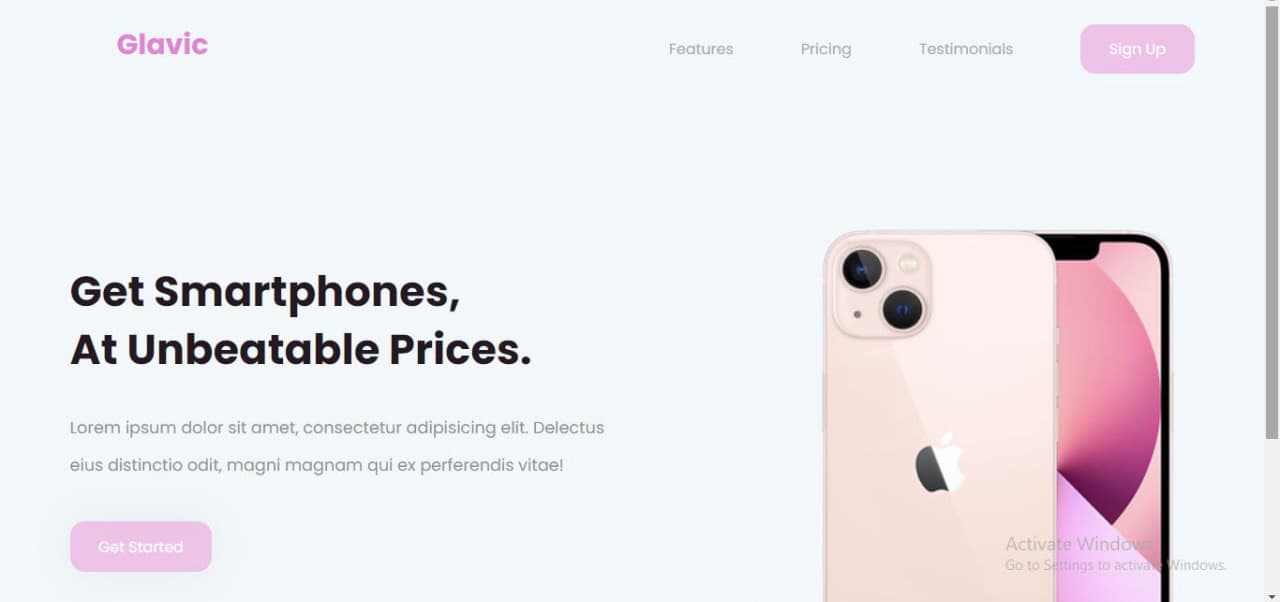 Glavic
Features
Pricing
Testimonials
Sign Up
Get Smartphones,
At Unbeatable Prices.
Lorem ipsum dolor sit amet, consectetur adipisicing elit. Delectus
eius distinctio odit, magni magnam qui ex perferendis vitae!
Get Started
Activate Windows
Go to Settings to activate Windows.